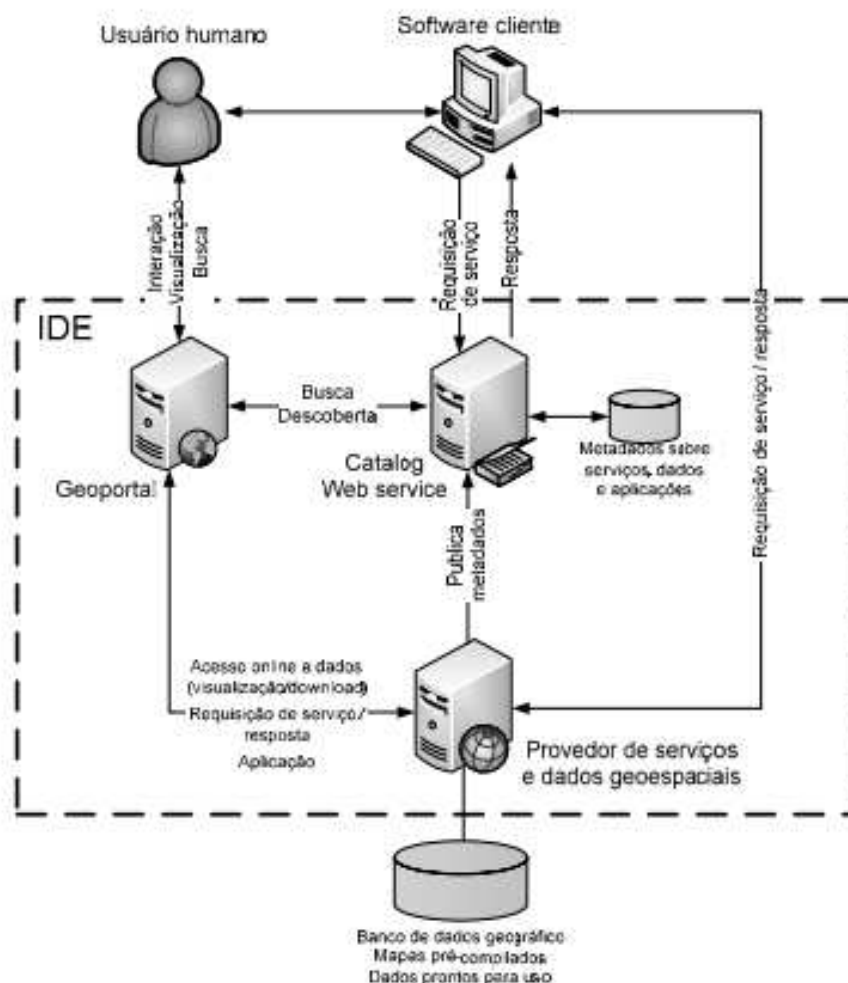 Usuário humano
Software cliente
Interação
Visualização
Busca
Requisição
de serviço
Resposta
Requisição de serviço / resposta
IDE
Geoportal
Busca
Descoberta
Catalog
Web service
Metadados sobre
serviços, dados
e aplicações
Publica
metadados
Acesso online a dados
(visualização/download)
Requisição de serviço/
resposta
Aplicação
Provedor de serviços
e dados geoespaciais
Banco de dados geográfico
Mapas pré-compilados
Dados prontos para uso